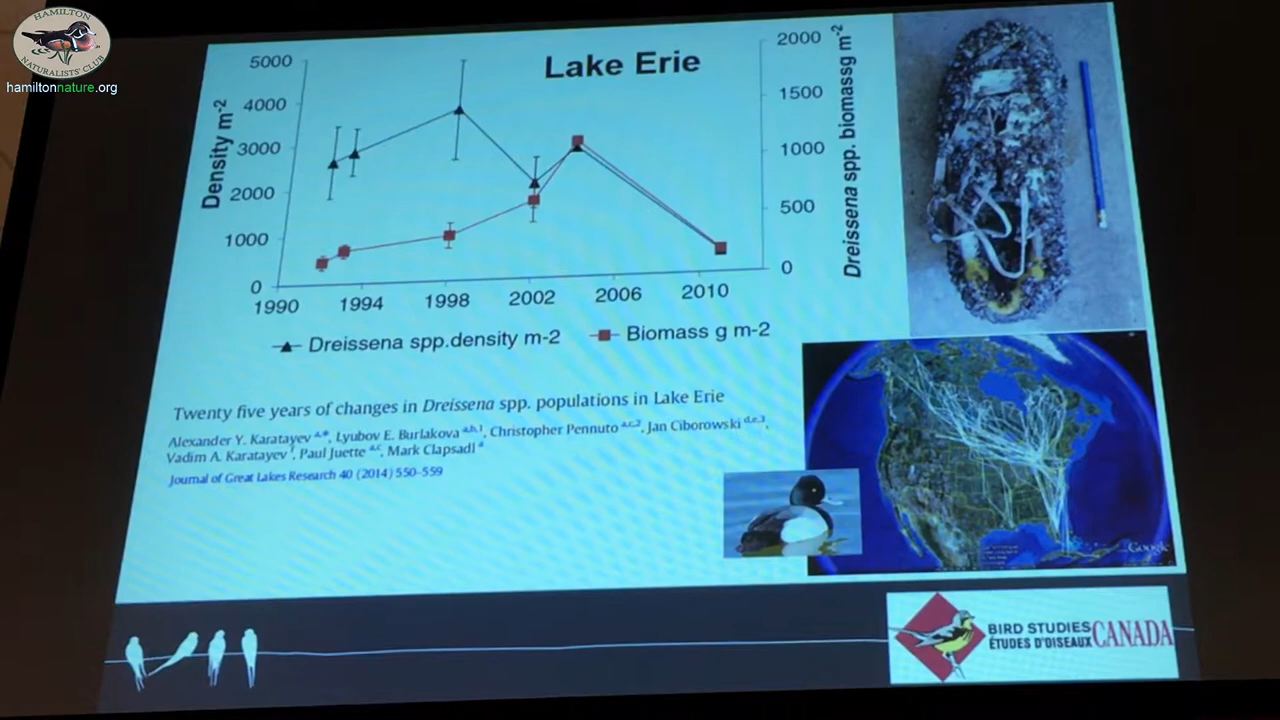 HAMILTON
NATURALISTS' CLUB
hamiltonnature.org
Lake Erie
Density m-2
5000
4000
3000
2000
1000
0
2000
1500
1000
500
0
Dreissena spp. biomassg m-2
1990 1994 1998 2002 2006 2010
Dreissena spp.density m-2 Biomass g m-2
Twenty five years of changes in Dreissena spp. populations in Lake Erie
Alexander Y. Karatayev a,*, Lyubov E. Burlakova a,b,1, Christopher Pennuto a,c,2, Jan Ciborowski d,e,3,
Vadim A. Karatayev f, Paul Juette a,c, Mark Clapsadl a
Journal of Great Lakes Research 40 (2014) 550–559
Google
BIRD STUDIES
ÉTUDES D'OISEAUX CANADA